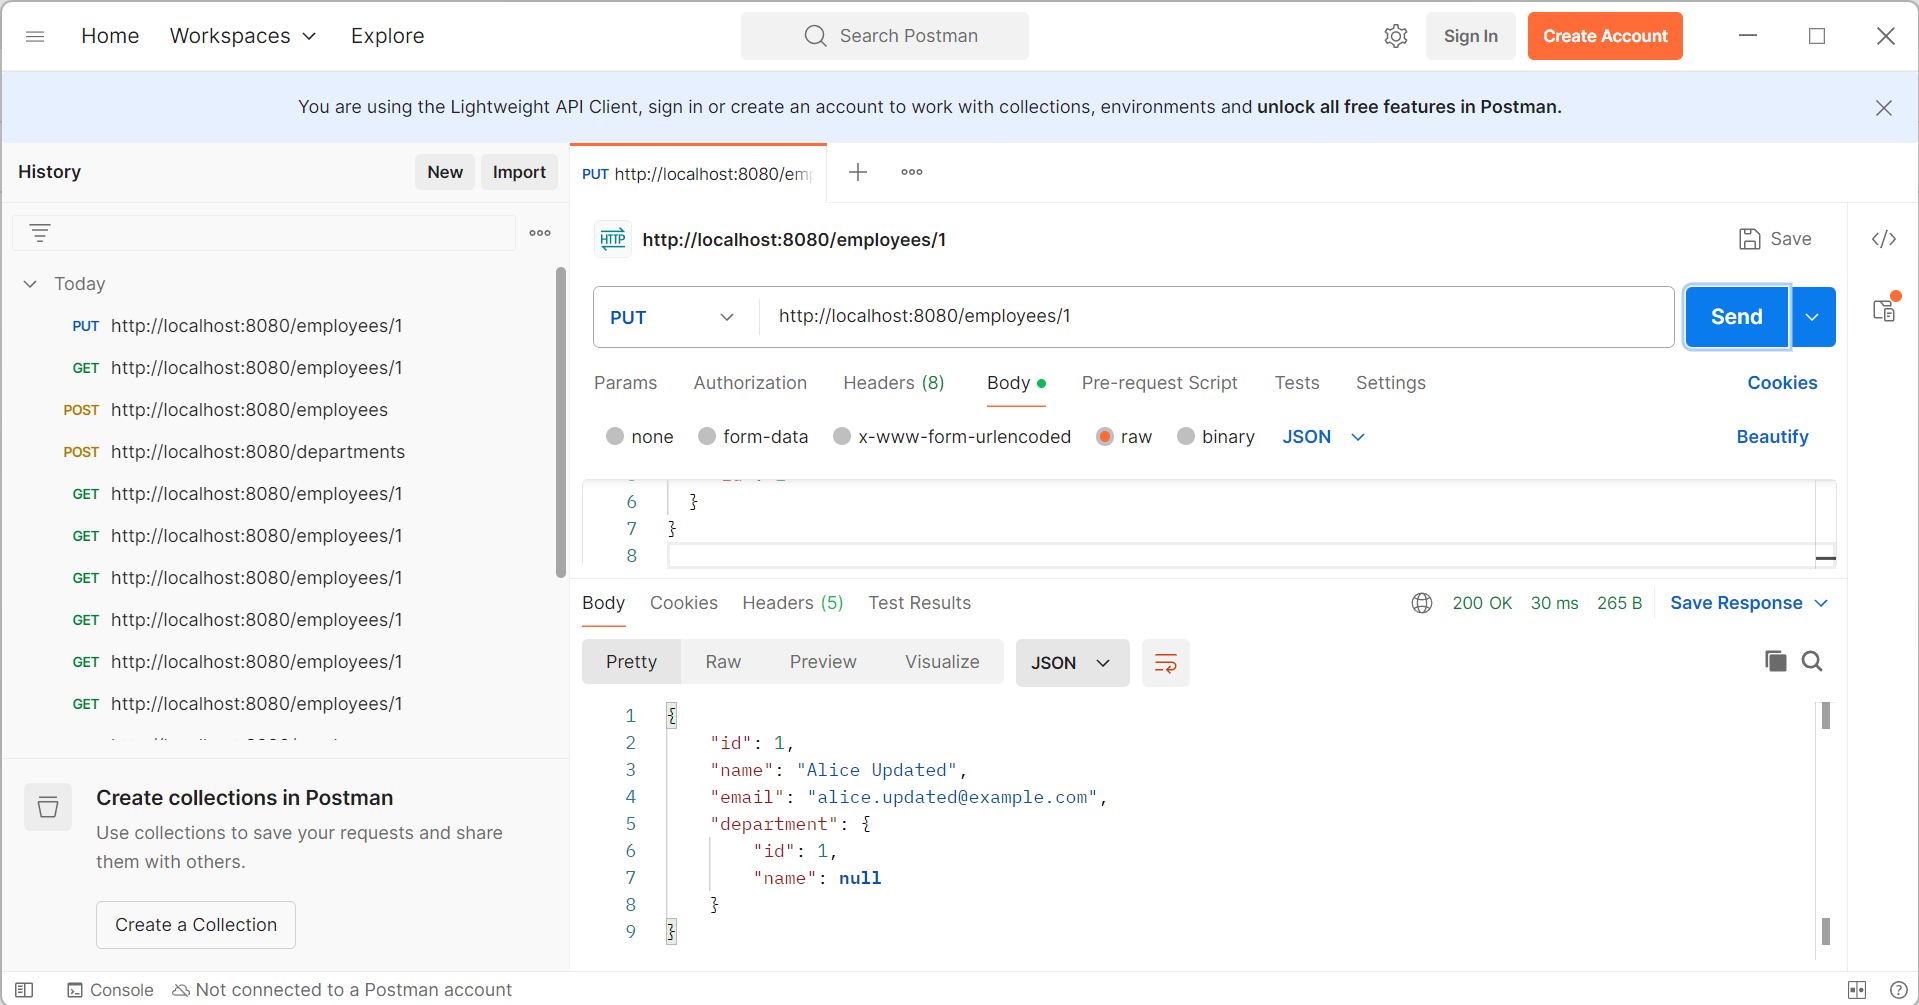 Home Workspaces Explore Search Postman Sign In Create Account
You are using the Lightweight API Client, sign in or create an account to work with collections, environments and unlock all free features in Postman.
History New Import
Today
PUT http://localhost:8080/employees/1
GET http://localhost:8080/employees/1
POST http://localhost:8080/employees
POST http://localhost:8080/departments
GET http://localhost:8080/employees/1
GET http://localhost:8080/employees/1
GET http://localhost:8080/employees/1
GET http://localhost:8080/employees/1
GET http://localhost:8080/employees/1
GET http://localhost:8080/employees/1
Create collections in Postman
Use collections to save your requests and share
them with others.
Create a Collection
PUT http://localhost:8080/em
HTTP http://localhost:8080/employees/1 Save </>
PUT http://localhost:8080/employees/1 Send
Params Authorization Headers (8) Body Pre-request Script Tests Settings Cookies
none form-data x-www-form-urlencoded raw binary JSON Beautify
6 }
7 }
8
Body Cookies Headers (5) Test Results 200 OK 30 ms 265 B Save Response
Pretty Raw Preview Visualize JSON
1 {
2 "id": 1,
3 "name": "Alice Updated",
4 "email": "alice.updated@example.com",
5 "department": {
6 "id": 1,
7 "name": null
8 }
9 }
Console Not connected to a Postman account